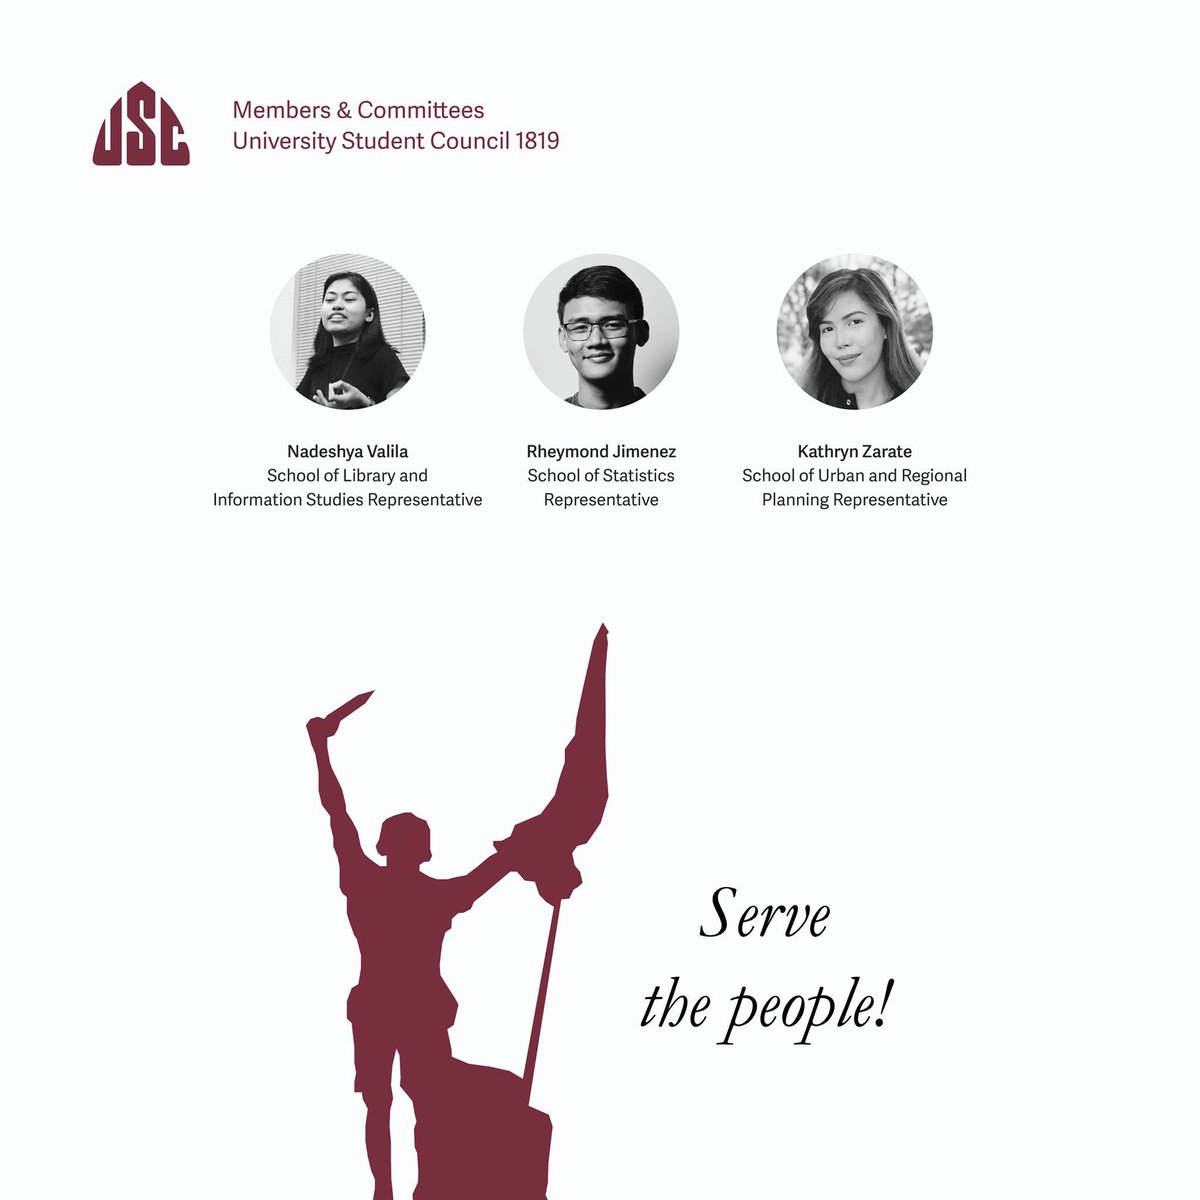 USC
Members & Committees
University Student Council 1819
Nadeshya Valila
School of Library and
Information Studies Representative
Rheymond Jimenez
School of Statistics
Representative
Kathryn Zarate
School of Urban and Regional
Planning Representative
Serve
the people!